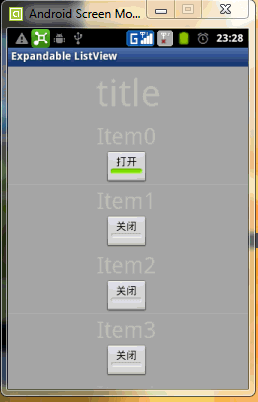 Android Screen Mo...
G
23:28
Expandable ListView
title
Item0
打开
Item1
关闭
Item2
关闭
Item3
关闭